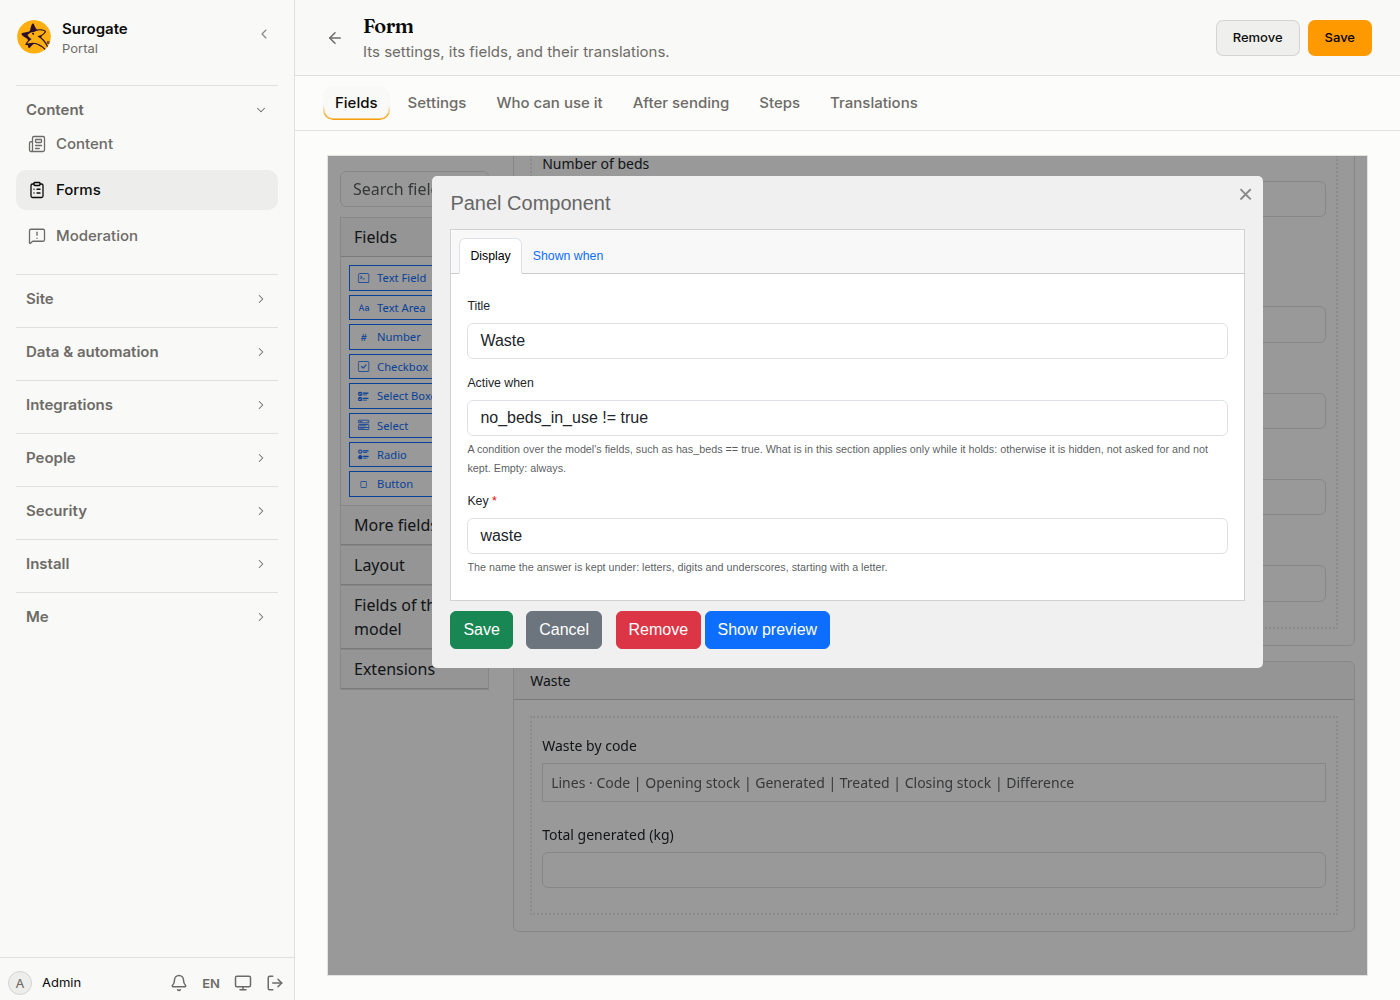 Surogate
Portal
Content
Content
Forms
Moderation
Site
Data & automation
Integrations
People
Security
Install
Me
A
Admin
EN
Form
Its settings, its fields, and their translations.
Remove
Save
Fields
Settings
Who can use it
After sending
Steps
Translations
Number of beds
Search fiel
Fields
Text Field
Aa Text Area
# Number
Checkbox
Select Box
Select
Radio
Button
More fields
Layout
Fields of th
model
Extensions
Panel Component
Display
Shown when
Title
Waste
Active when
no_beds_in_use != true
A condition over the model's fields, such as has_beds == true. What is in this section applies only while it holds: otherwise it is hidden, not asked for and not
kept. Empty: always.
Key *
waste
The name the answer is kept under: letters, digits and underscores, starting with a letter.
Save
Cancel
Remove
Show preview
Waste
Waste by code
Lines · Code | Opening stock | Generated | Treated | Closing stock | Difference
Total generated (kg)